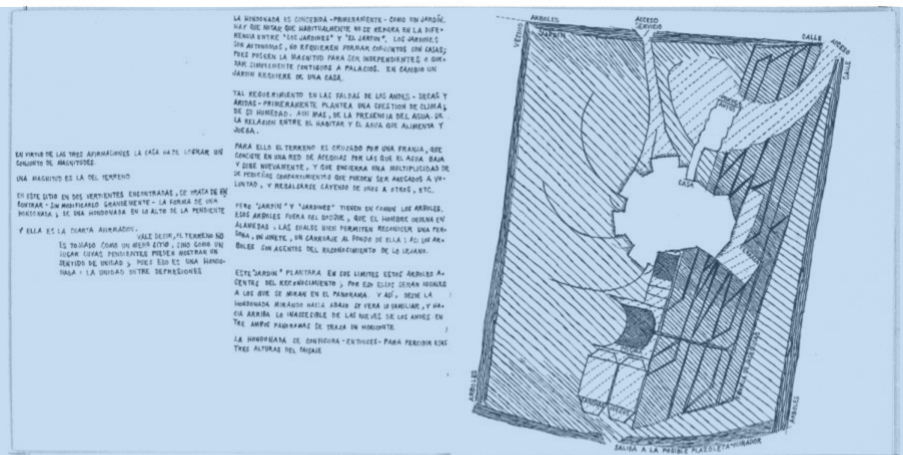 EN VIRTUD DE LAS TRES AFIRMACIONES LA CASA HA DE LOGRAR UN
CONJUNTO DE MAGNITUDES.
UNA MAGNITUD ES LA DEL TERRENO
EN ESTE SITIO EN DOS VERTIENTES ENCONTRADAS, SE TRATA DE EN
CONTRAR - SIN MODIFICARLO GRANDEMENTE - LA FORMA DE UNA
HONDONADA; DE UNA HONDONADA EN LO ALTO DE LA PENDIENTE
Y ELLA ES LA CUARTA AFIRMACION.
VALE DECIR, EL TERRENO NO
ES TOMADO COMO UN MERO SITIO, SINO COMO UN
LUGAR CUYAS PENDIENTES PUEDEN MOSTRAR UN
SENTIDO DE UNIDAD; PUES ESO ES UNA HONDO-
NADA: LA UNIDAD ENTRE DEPRESIONES
LA HONDONADA ES CONCEBIDA - PRIMERAMENTE - COMO UN JARDÍN.
HAY QUE NOTAR QUE HABITUALMENTE NO SE REPARA EN LA DIFE-
RENCIA ENTRE "LOS JARDINES" Y "EL JARDIN". LOS JARDINES
SON AUTONOMOS, NO REQUIEREN FORMAR CONJUNTOS CON CASAS;
PUES POSEEN LA MAGNITUD PARA SER INDEPENDIENTES O QUE-
DAR SIMPLEMENTE CONTIGUOS A PALACIOS. EN CAMBIO UN
JARDIN REQUIERE DE UNA CASA.
TAL REQUERIMIENTO EN LAS FALDAS DE LOS ANDES - SECAS Y
ARIDAS - PRIMERAMENTE PLANTEA UNA CUESTION DE CLIMA;
DE SU HUMEDAD. AUN MAS, DE LA PRESENCIA DEL AGUA. DE
LA RELACION ENTRE EL HABITAR Y EL AGUA QUE ALIMENTA Y
JUEGA.
PARA ELLO EL TERRENO ES CRUZADO POR UNA FRANJA, QUE
CONSISTE EN UNA RED DE ACEQUIAS POR LAS QUE EL AGUA BAJA
Y SUBE NUEVAMENTE, Y QUE ENCIERRA UNA MULTIPLICIDAD DE
DE PEQUEÑOS COMPARTIMIENTOS QUE PUEDEN SER ANEGADOS A VO-
LUNTAD, Y REBALSARSE CAYENDO DE UNOS A OTROS, ETC.
PERO "JARDIN" Y "JARDINES" TIENEN EN COMUN LOS ARBOLES,
ESOS ARBOLES FUERA DEL BOSQUE, QUE EL HOMBRE ORDENA EN
ALAMEDAS. LAS CUALES BIEN PERMITEN RECONOCER UNA PER-
SONA, UN JINETE, UN CARRUAJE AL FONDO DE ELLA; ASI LOS AR-
BOLES SON AGENTES DEL RECONOCIMIENTO DE LO LEJANO.
ESTE "JARDIN" PLANTARA EN SUS LIMITES ESTOS ARBOLES A-
GENTES DEL RECONOCIMIENTO; POR ESO ELLOS SERAN IGUALES
A LOS QUE SE MIRAN EN EL PANORAMA. Y ASÍ, DESDE LA
HONDONADA MIRANDO HACIA ABAJO SE VERA LO FAMILIAR, Y HA-
CIA ARRIBA LO INACCESIBLE DE LAS NIEVES DE LOS ANDES EN
TRE AMBOS PANORAMAS SE TRAZA UN HORIZONTE.
LA HONDONADA SE CONFIGURA - ENTONCES - PARA PERCIBIR ESAS
TRES ALTURAS DEL PAISAJE
VECINO
ARBOLES
JARDIN
ACCESO
SERVICIO
CALLE
ACCESO
CALLE
CASA
ARBOLES
ARBOLES
SALIDA A LA POSIBLE PLAZOLETA-MIRADOR